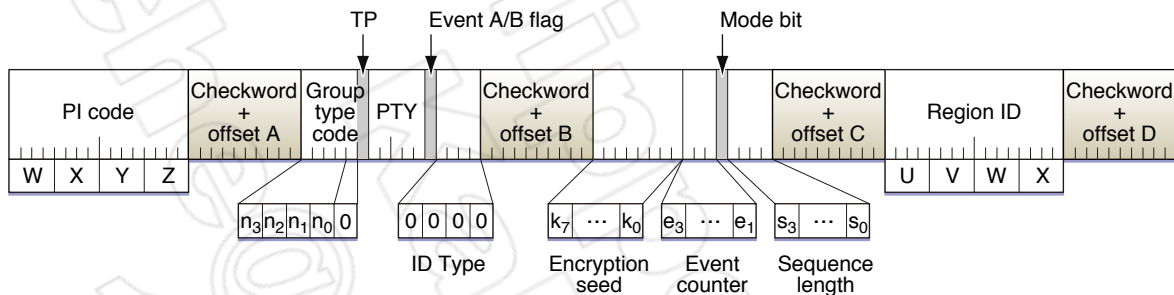 TP
Event A/B flag
Mode bit
PI code
Checkword
+
offset A
Group
type
code
PTY
Checkword
+
offset B
Checkword
+
offset C
Region ID
Checkword
+
offset D
W X Y Z
U V W X
n₃ n₂ n₁ n₀ 0
0 0 0 0
k₇ ··· k₀
e₃ ··· e₁
s₃ ··· s₀
ID Type
Encryption
seed
Event
counter
Sequence
length